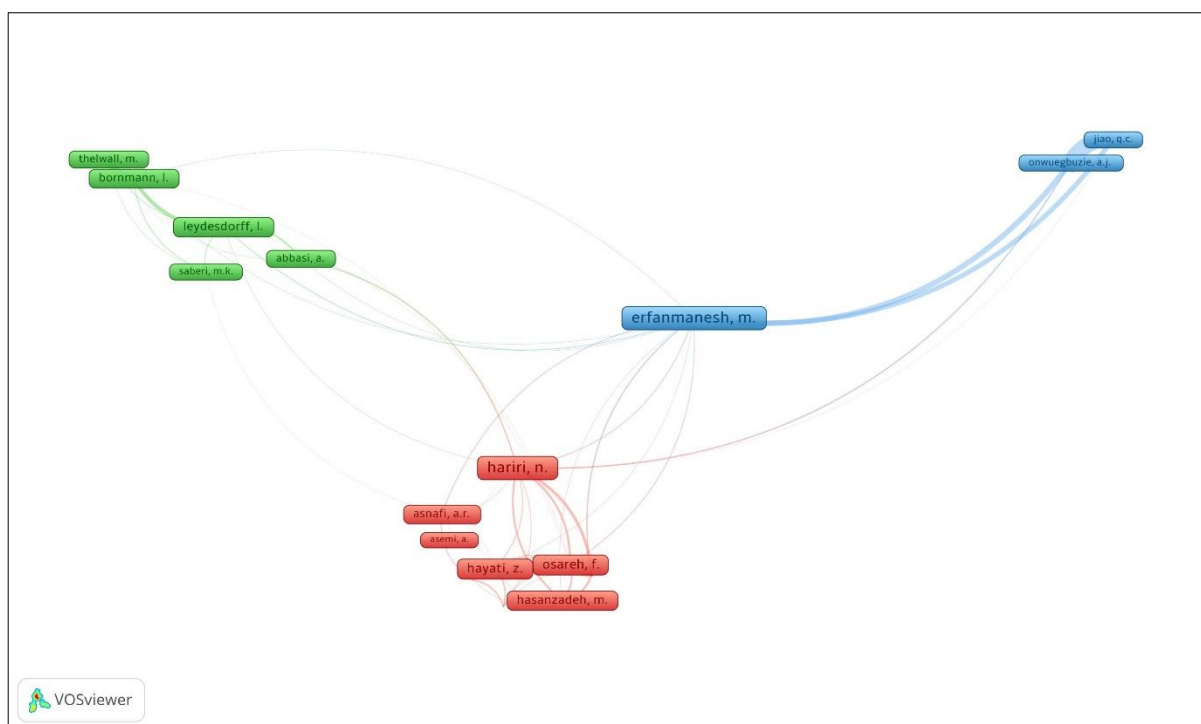 jiao, q.c.
thelwall, m.
onwuegbuzie, a.j.
bornmann, l.
leydesdorff, l.
abbasi, a.
saberi, m.k.
erfanmanesh, m.
hariri, n.
asnafi, a.r.
asemi, a.
osareh, f.
hayati, z.
hasanzadeh, m.
VOSviewer